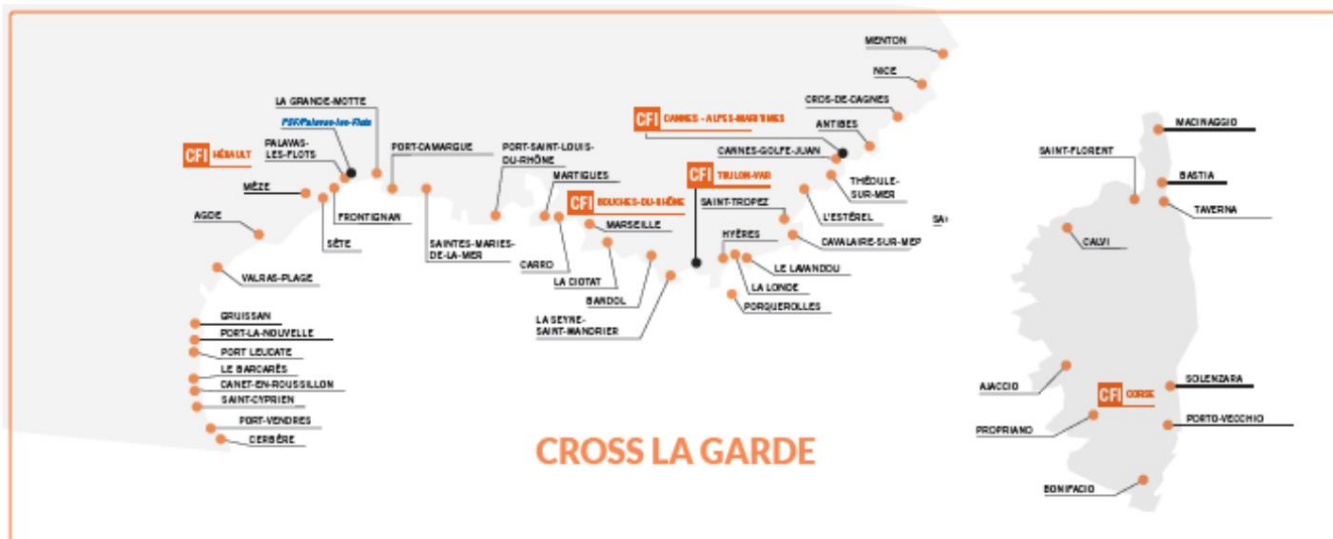 MENTON
NICE
LA GRANDE-MOTTE
CROS-DE-CAGNES
PSF/Palavas-les-Flots
CFI CANNES - ALPES-MARITIMES
ANTIBES
MACINAGGIO
CFI HÉRAULT
PALAVAS-
LES-FLOTS
PORT-CAMARGUE
PORT-SAINT-LOUIS-
DU-RHÔNE
CANNES-GOLFE-JUAN
SAINT-FLORENT
MARTIGUES
CFI TOULON-VAR
THÉOULE-
SUR-MER
BASTIA
MÈZE
CFI BOUCHES-DU-RHÔNE
SAINT-TROPEZ
L'ESTÉREL
TAVERNA
AGDE
FRONTIGNAN
MARSEILLE
HYÈRES
CAVALAIRE-SUR-MER
CALVI
SÈTE
SAINTES-MARIES-
DE-LA-MER
CARRO
LE LAVANDOU
VALRAS-PLAGE
LA CIOTAT
LA LONDE
BANDOL
PORQUEROLLES
GRUISSAN
LA SEYNE-
SAINT-MANDRIER
PORT-LA-NOUVELLE
PORT LEUCATE
LE BARCARÈS
CANET-EN-ROUSSILLON
SAINT-CYPRIEN
AJACCIO
CFI CORSE
SOLENZARA
PORT-VENDRES
PROPRIANO
PORTO-VECCHIO
CERBÈRE
CROSS LA GARDE
BONIFACIO